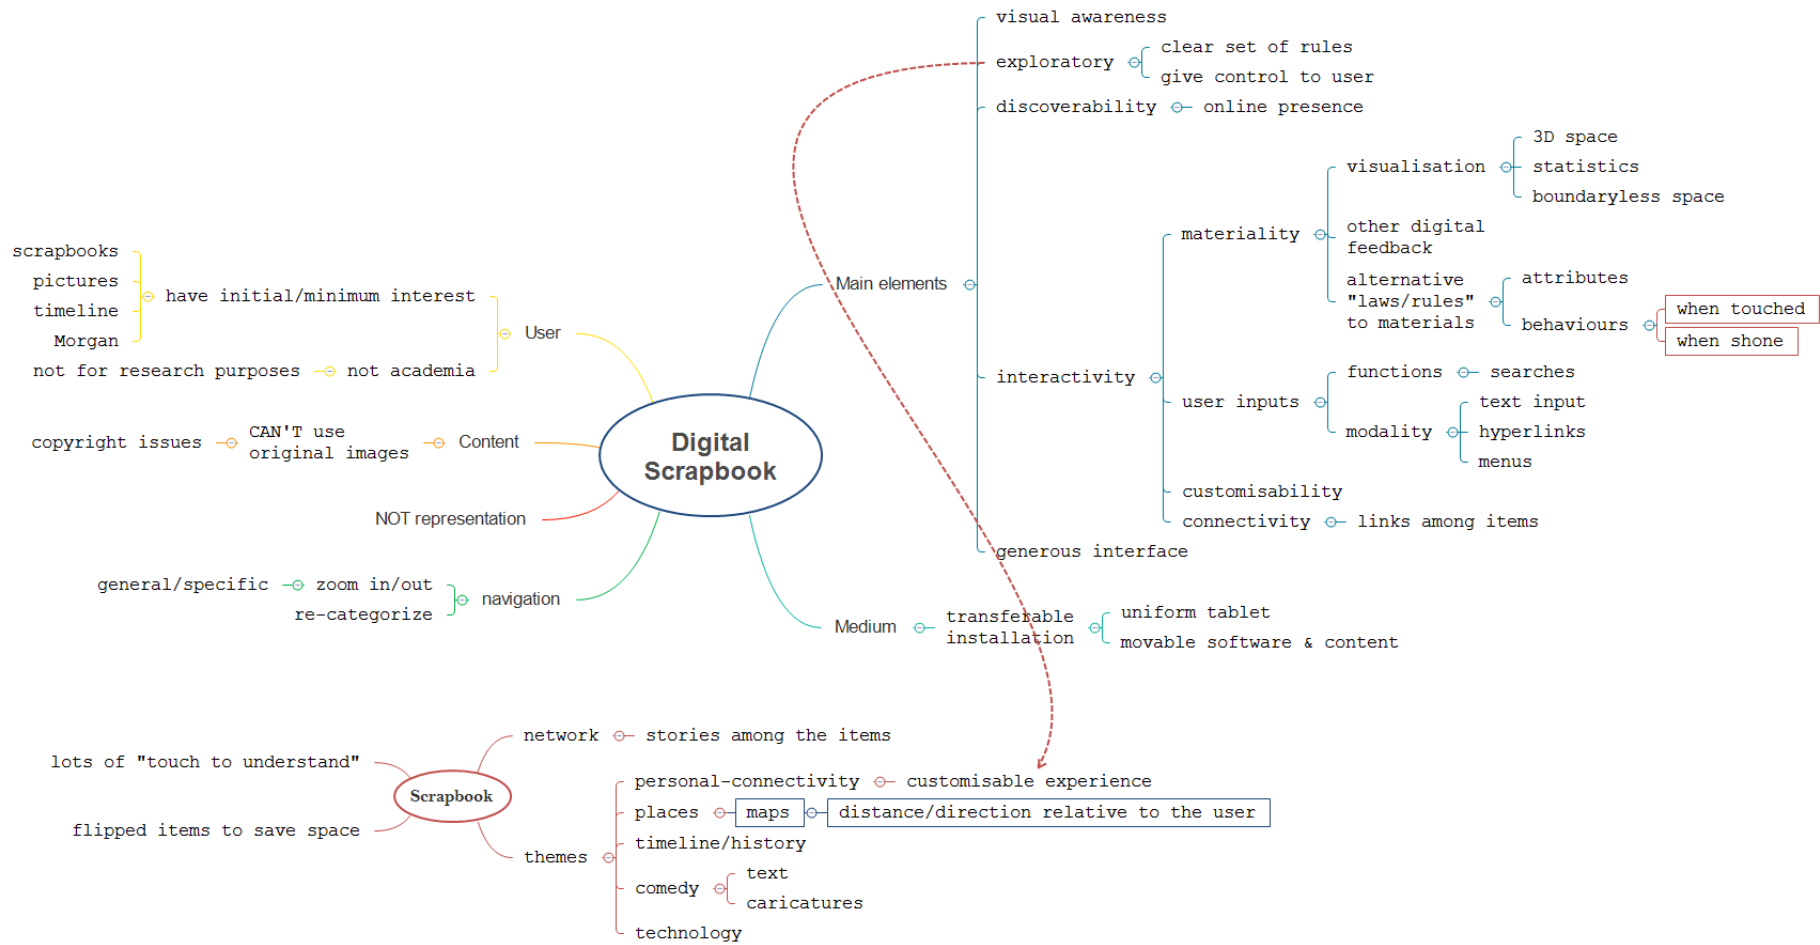 Digital
Scrapbook
Main elements
visual awareness
exploratory
clear set of rules
give control to user
discoverability
online presence
interactivity
materiality
visualisation
3D space
statistics
boundaryless space
other digital
feedback
alternative
"laws/rules"
to materials
attributes
behaviours
when touched
when shone
user inputs
functions
searches
modality
text input
hyperlinks
menus
customisability
connectivity
links among items
generous interface
Medium
transferable
installation
uniform tablet
movable software & content
User
have initial/minimum interest
scrapbooks
pictures
timeline
Morgan
not academia
not for research purposes
Content
CAN'T use
original images
copyright issues
NOT representation
navigation
zoom in/out
general/specific
re-categorize
Scrapbook
lots of "touch to understand"
flipped items to save space
network
stories among the items
themes
personal-connectivity
customisable experience
places
maps
distance/direction relative to the user
timeline/history
comedy
text
caricatures
technology